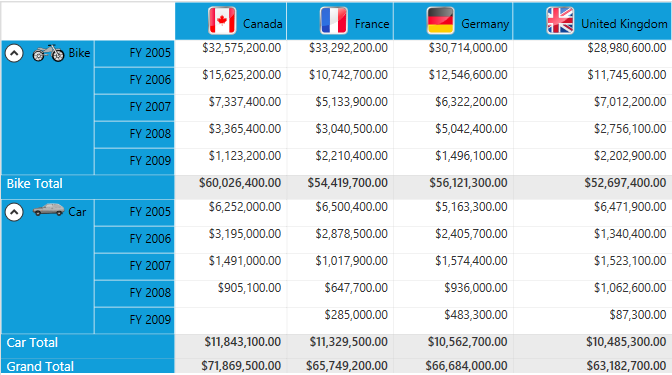 Canada France Germany United Kingdom
Bike FY 2005 $32,575,200.00 $33,292,200.00 $30,714,000.00 $28,980,600.00
FY 2006 $15,625,200.00 $10,742,700.00 $12,546,600.00 $11,745,600.00
FY 2007 $7,337,400.00 $5,133,900.00 $6,322,200.00 $7,012,200.00
FY 2008 $3,365,400.00 $3,040,500.00 $5,042,400.00 $2,756,100.00
FY 2009 $1,123,200.00 $2,210,400.00 $1,496,100.00 $2,202,900.00
Bike Total $60,026,400.00 $54,419,700.00 $56,121,300.00 $52,697,400.00
Car FY 2005 $6,252,000.00 $6,500,400.00 $5,163,300.00 $6,471,900.00
FY 2006 $3,195,000.00 $2,878,500.00 $2,405,700.00 $1,340,400.00
FY 2007 $1,491,000.00 $1,017,900.00 $1,574,400.00 $1,523,100.00
FY 2008 $905,100.00 $647,700.00 $936,000.00 $1,062,600.00
FY 2009 $285,000.00 $483,300.00 $87,300.00
Car Total $11,843,100.00 $11,329,500.00 $10,562,700.00 $10,485,300.00
Grand Total $71,869,500.00 $65,749,200.00 $66,684,000.00 $63,182,700.00